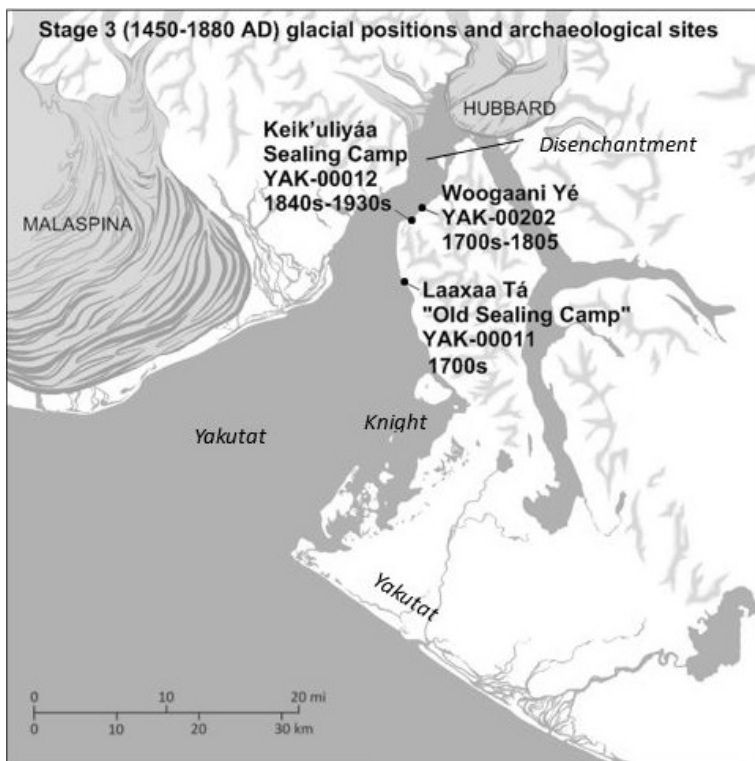 Stage 3 (1450-1880 AD) glacial positions and archaeological sites
HUBBARD
Keik'uliyáa
Sealing Camp
YAK-00012
1840s-1930s
Disenchantment
MALASPINA
Woogaani Yé
YAK-00202
1700s-1805
Laaxaa Tá
"Old Sealing Camp"
YAK-00011
1700s
Yakutat
Knight
Yakutat
0 10 20 mi
0 10 20 30 km